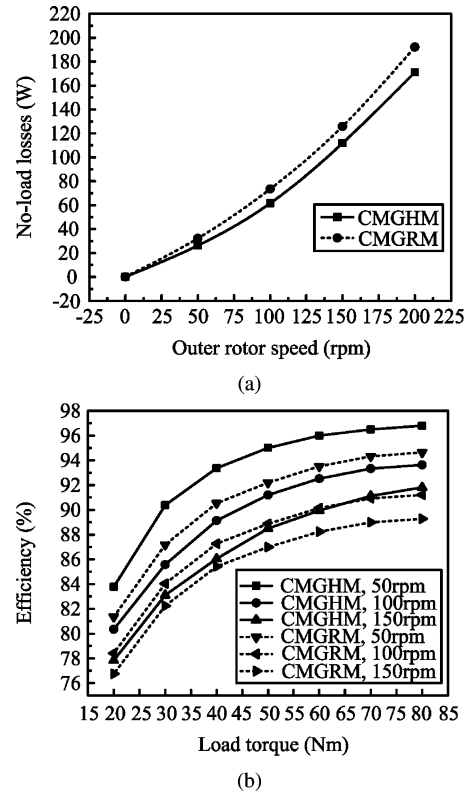 (a)
220
200
180
160
140
120
100
80
60
40
20
0
-20
No-load losses (W)
CMGHM
CMGRM
-25 0 25 50 75 100 125 150 175 200 225
Outer rotor speed (rpm)
(a)
98
96
94
92
90
88
86
84
82
80
78
76
Efficiency (%)
CMGHM, 50rpm
CMGHM, 100rpm
CMGHM, 150rpm
CMGRM, 50rpm
CMGRM, 100rpm
CMGRM, 150rpm
15 20 25 30 35 40 45 50 55 60 65 70 75 80 85
Load torque (Nm)
(b)